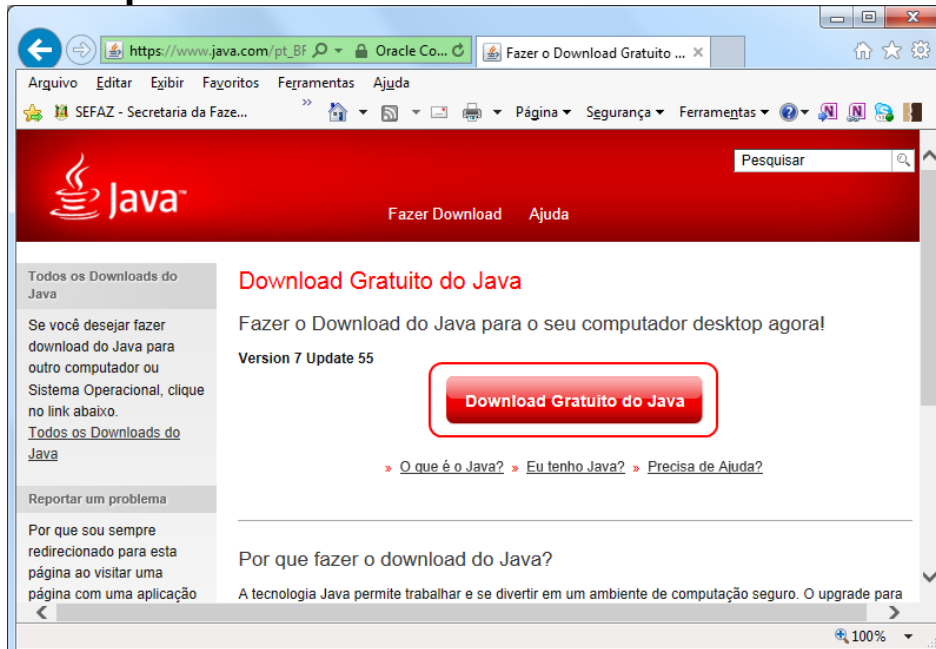 https://www.java.com/pt_BF
Oracle Co...
Fazer o Download Gratuito ...
Arquivo Editar Exibir Favoritos Ferramentas Ajuda
SEFAZ - Secretaria da Faze... » Página Segurança Ferramentas
Pesquisar
Java™
Fazer Download Ajuda
Todos os Downloads do
Java
Se você desejar fazer
download do Java para
outro computador ou
Sistema Operacional, clique
no link abaixo.
Todos os Downloads do
Java
Reportar um problema
Por que sou sempre
redirecionado para esta
página ao visitar uma
página com uma aplicação
Download Gratuito do Java
Fazer o Download do Java para o seu computador desktop agora!
Version 7 Update 55
Download Gratuito do Java
» O que é o Java? » Eu tenho Java? » Precisa de Ajuda?
Por que fazer o download do Java?
A tecnologia Java permite trabalhar e se divertir em um ambiente de computação seguro. O upgrade para
100%